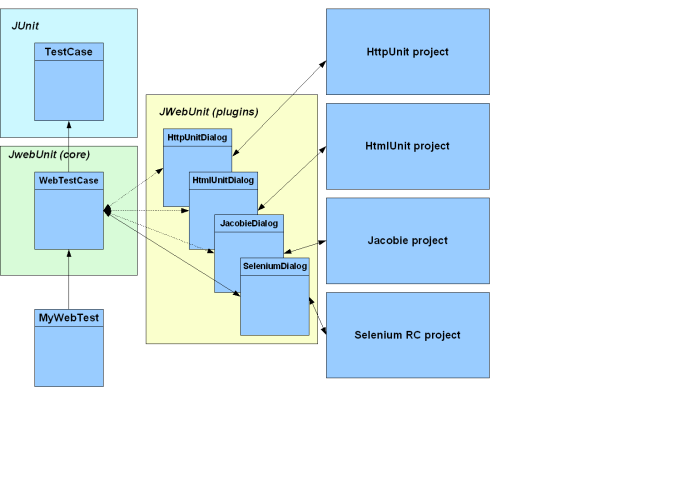 JUnit
TestCase
HttpUnit project
JWebUnit (plugins)
HttpUnitDialog
HtmlUnit project
JwebUnit (core)
WebTestCase
HtmlUnitDialog
JacobieDialog
Jacobie project
SeleniumDialog
MyWebTest
Selenium RC project